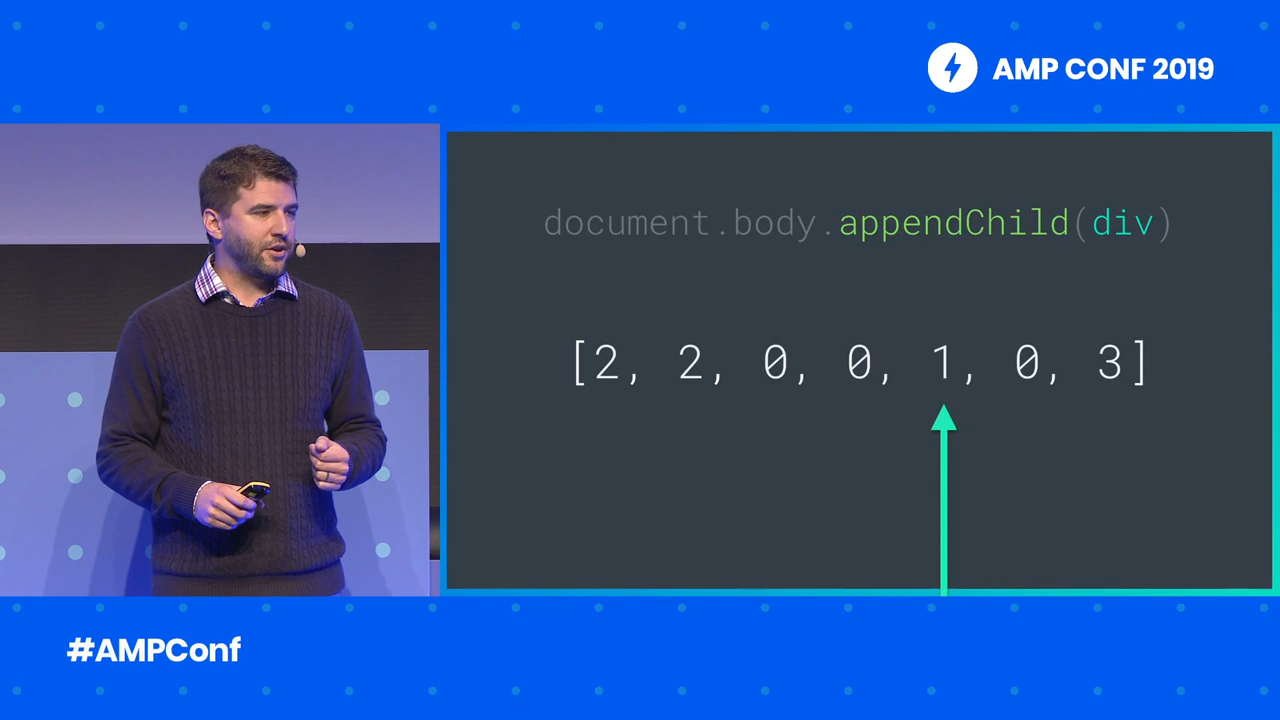 AMP CONF 2019
document.body.appendChild(div)
[2, 2, 0, 0, 1, 0, 3]
#AMPConf